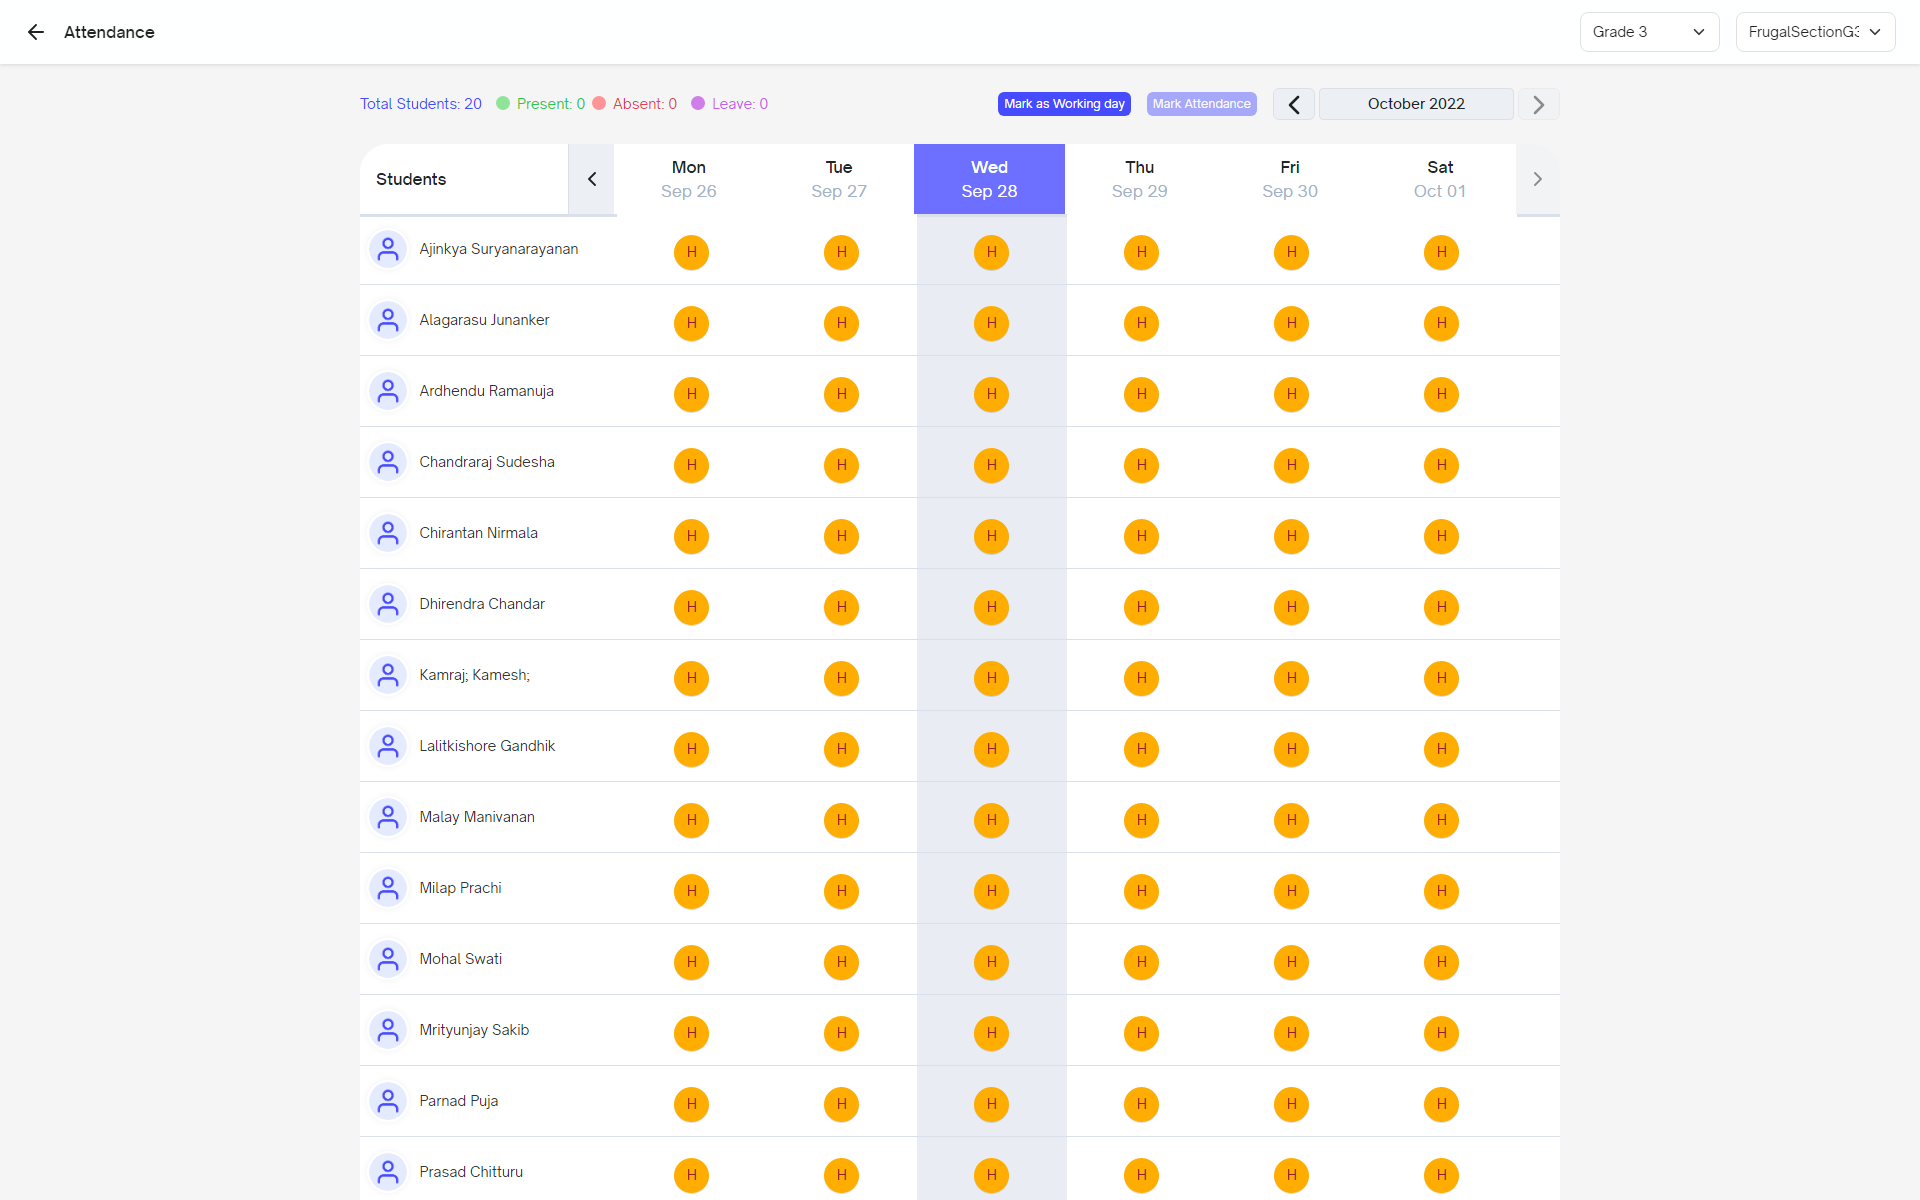 Attendance
Grade 3
FrugalSectionG3
Total Students: 20 Present: 0 Absent: 0 Leave: 0
Mark as Working day
Mark Attendance
October 2022
Students
Mon Tue Wed Thu Fri Sat
Sep 26 Sep 27 Sep 28 Sep 29 Sep 30 Oct 01
Ajinkya Suryanarayanan H H H H H H
Alagarasu Junanker H H H H H H
Ardhendu Ramanuja H H H H H H
Chandraraj Sudesha H H H H H H
Chirantan Nirmala H H H H H H
Dhirendra Chandar H H H H H H
Kamraj; Kamesh; H H H H H H
Lalitkishore Gandhik H H H H H H
Malay Manivanan H H H H H H
Milap Prachi H H H H H H
Mohal Swati H H H H H H
Mrityunjay Sakib H H H H H H
Parnad Puja H H H H H H
Prasad Chitturu H H H H H H